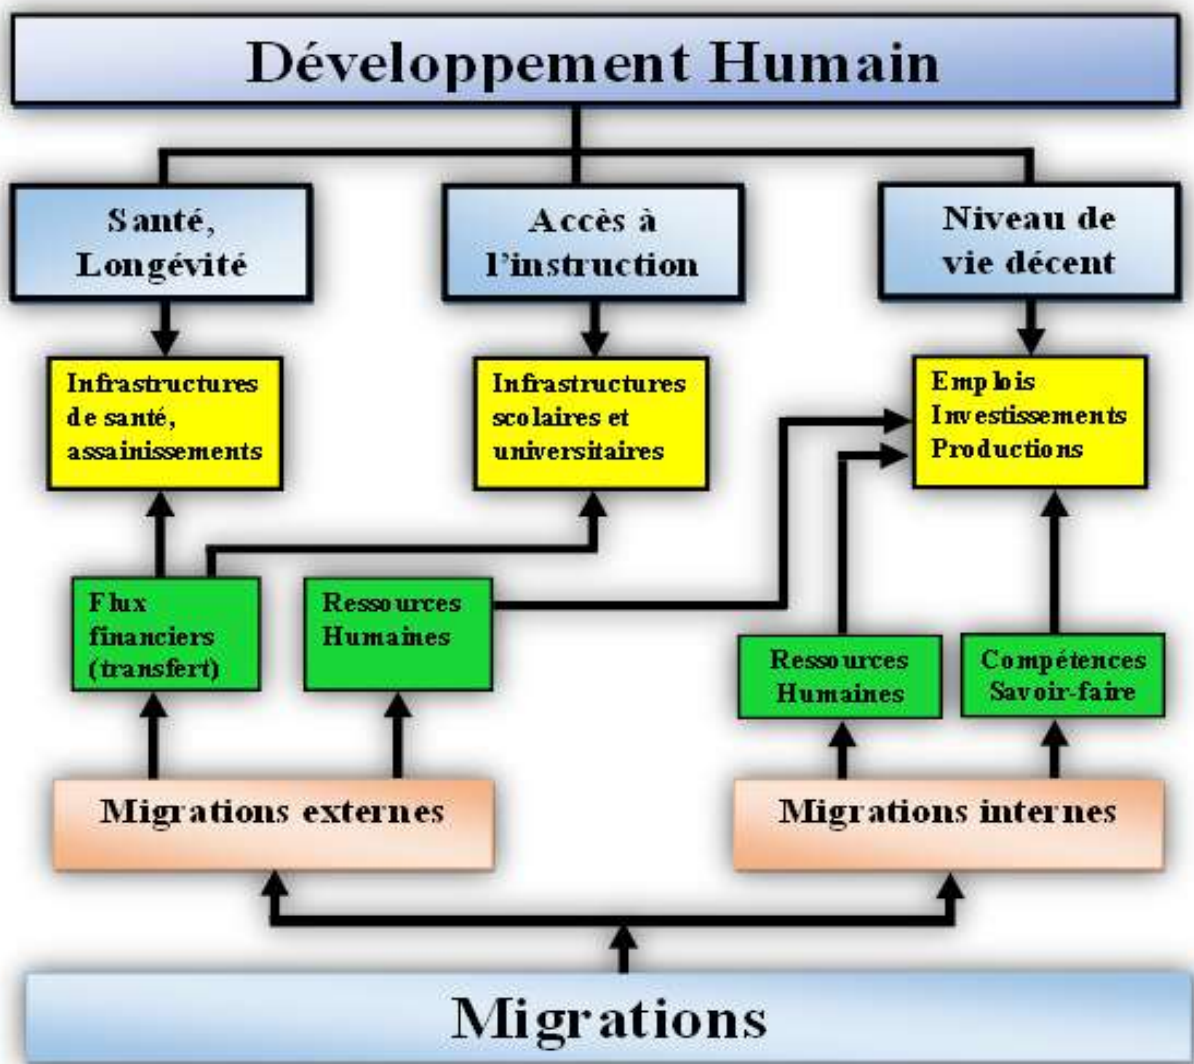 Développement Humain
Santé,
Longévité
Accès à
l'instruction
Niveau de
vie décent
Infrastructures
de santé,
assainissements
Infrastructures
scolaires et
universitaires
Emplois
Investissements
Productions
Flux
financiers
(transfert)
Ressources
Humaines
Ressources
Humaines
Compétences
Savoir-faire
Migrations externes
Migrations internes
Migrations